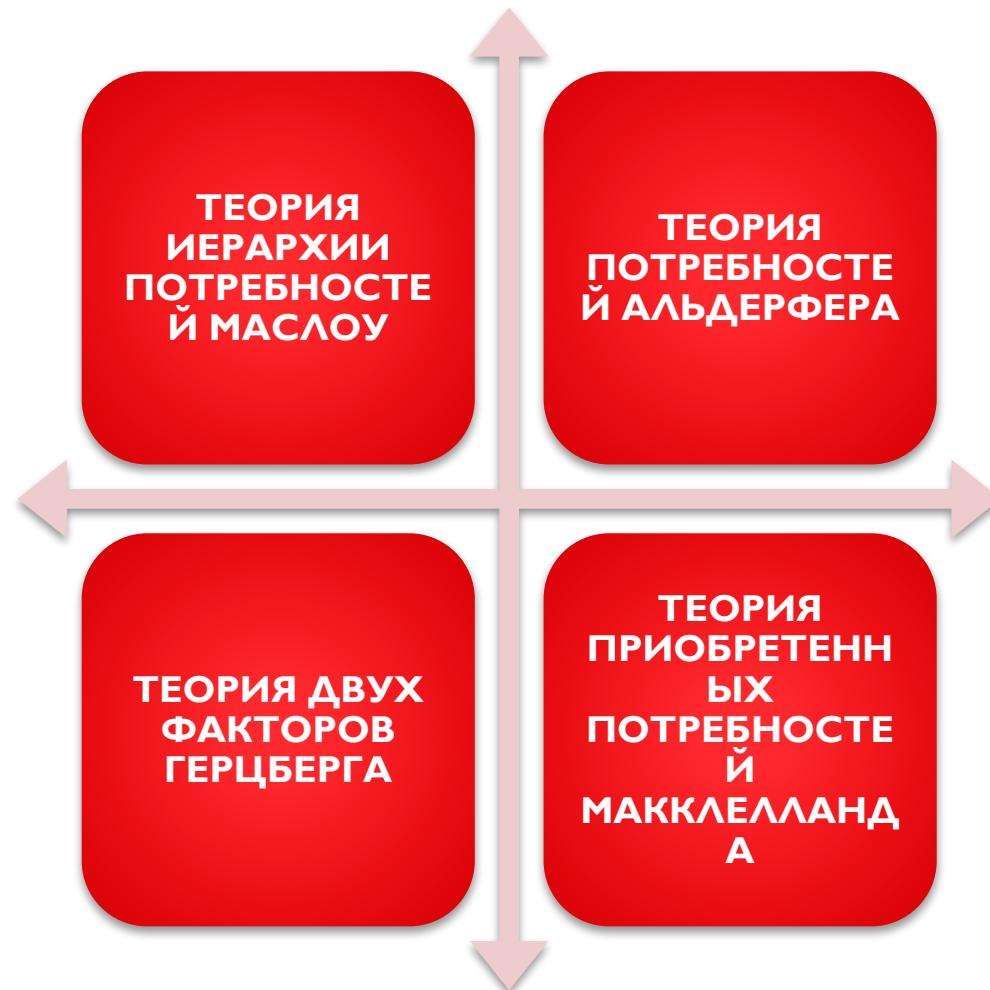 ТЕОРИЯ
ИЕРАРХИИ
ПОТРЕБНОСТЕ
Й МАСЛОУ
ТЕОРИЯ
ПОТРЕБНОСТЕ
Й АЛЬДЕРФЕРА
ТЕОРИЯ ДВУХ
ФАКТОРОВ
ГЕРЦБЕРГА
ТЕОРИЯ
ПРИОБРЕТЕНН
ЫХ
ПОТРЕБНОСТЕ
Й
МАККЛЕЛЛАНД
А